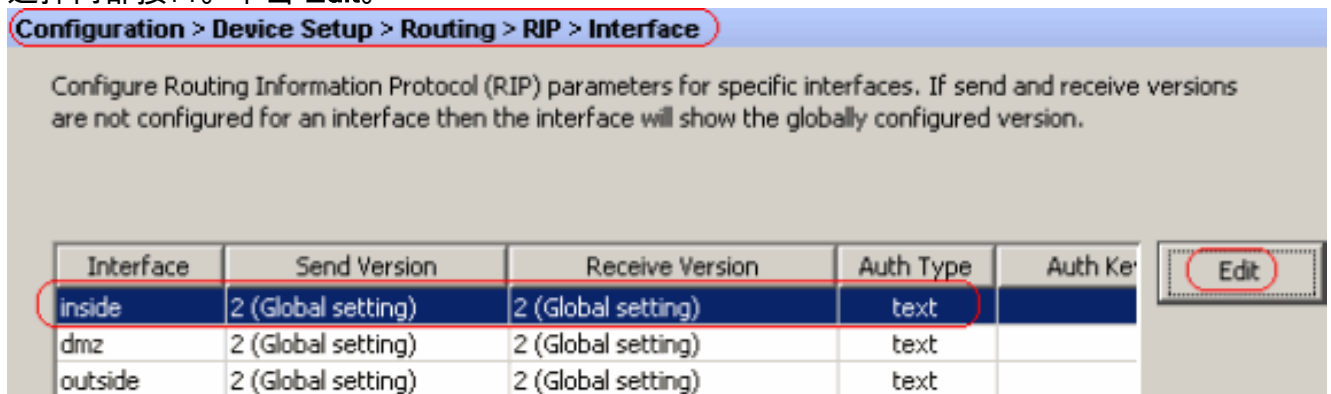 Configuration > Device Setup > Routing > RIP > Interface
Configure Routing Information Protocol (RIP) parameters for specific interfaces. If send and receive versions
are not configured for an interface then the interface will show the globally configured version.
Interface Send Version Receive Version Auth Type Auth Key Edit
inside 2 (Global setting) 2 (Global setting) text
dmz 2 (Global setting) 2 (Global setting) text
outside 2 (Global setting) 2 (Global setting) text